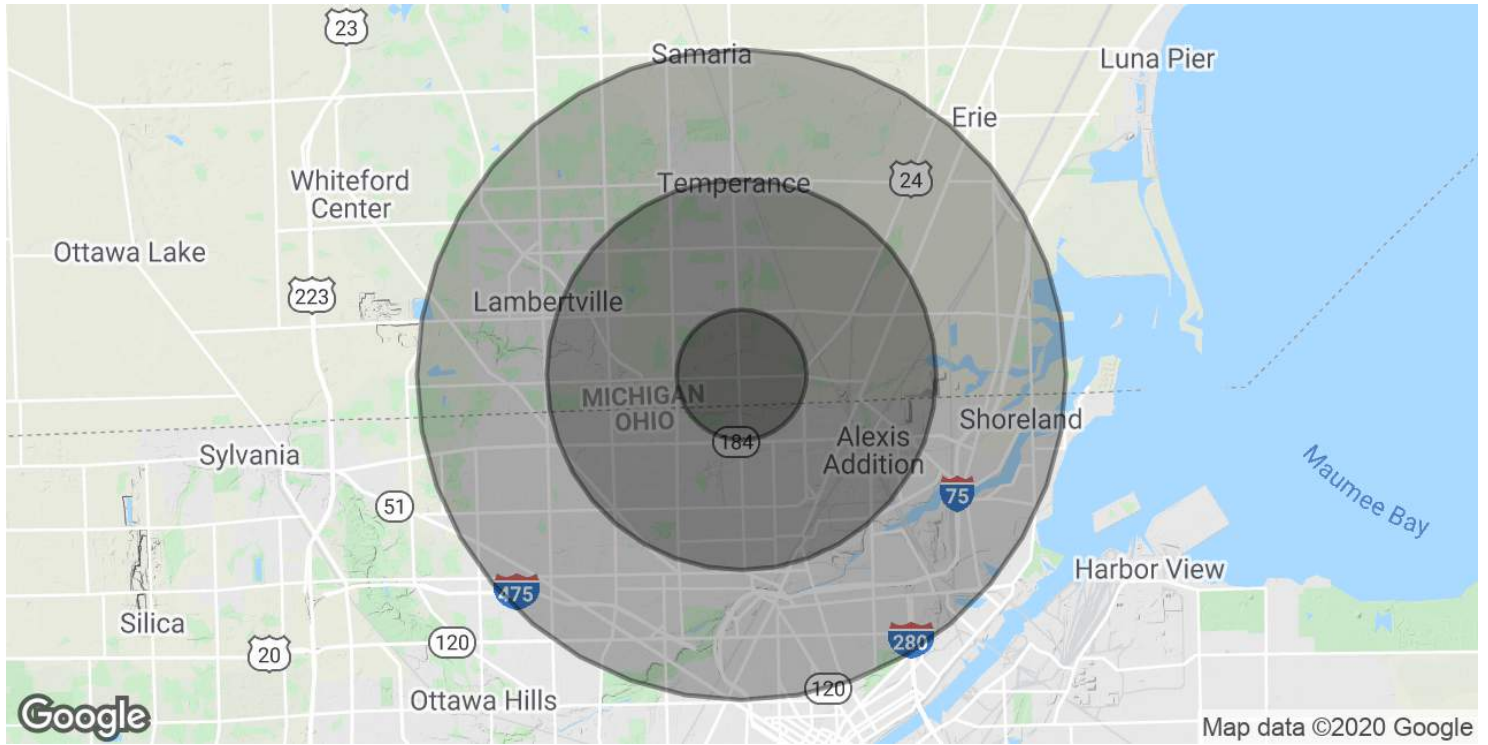 23
Samaria
Luna Pier
Erie
Whiteford
Center
Temperance
24
Ottawa Lake
223
Lambertville
MICHIGAN
OHIO
Shoreland
184
Alexis
Addition
Sylvania
51
75
Maumee Bay
475
Harbor View
Silica
120
280
20
120
Ottawa Hills
Google
Map data ©2020 Google